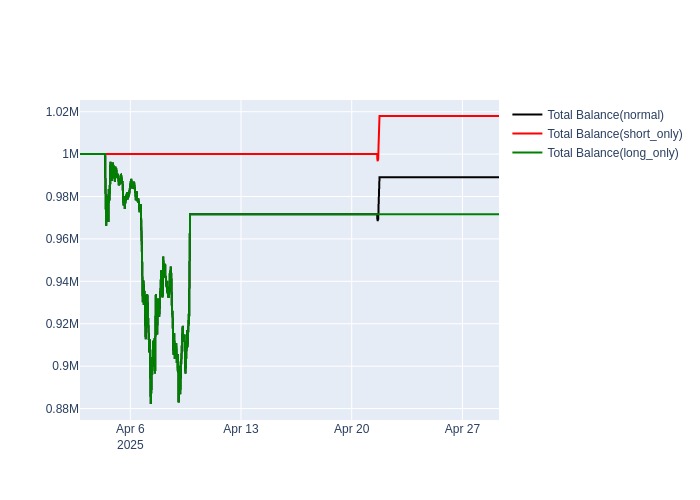 1.02M
1M
0.98M
0.96M
0.94M
0.92M
0.9M
0.88M
Apr 6
2025
Apr 13
Apr 20
Apr 27
Total Balance(normal)
Total Balance(short_only)
Total Balance(long_only)